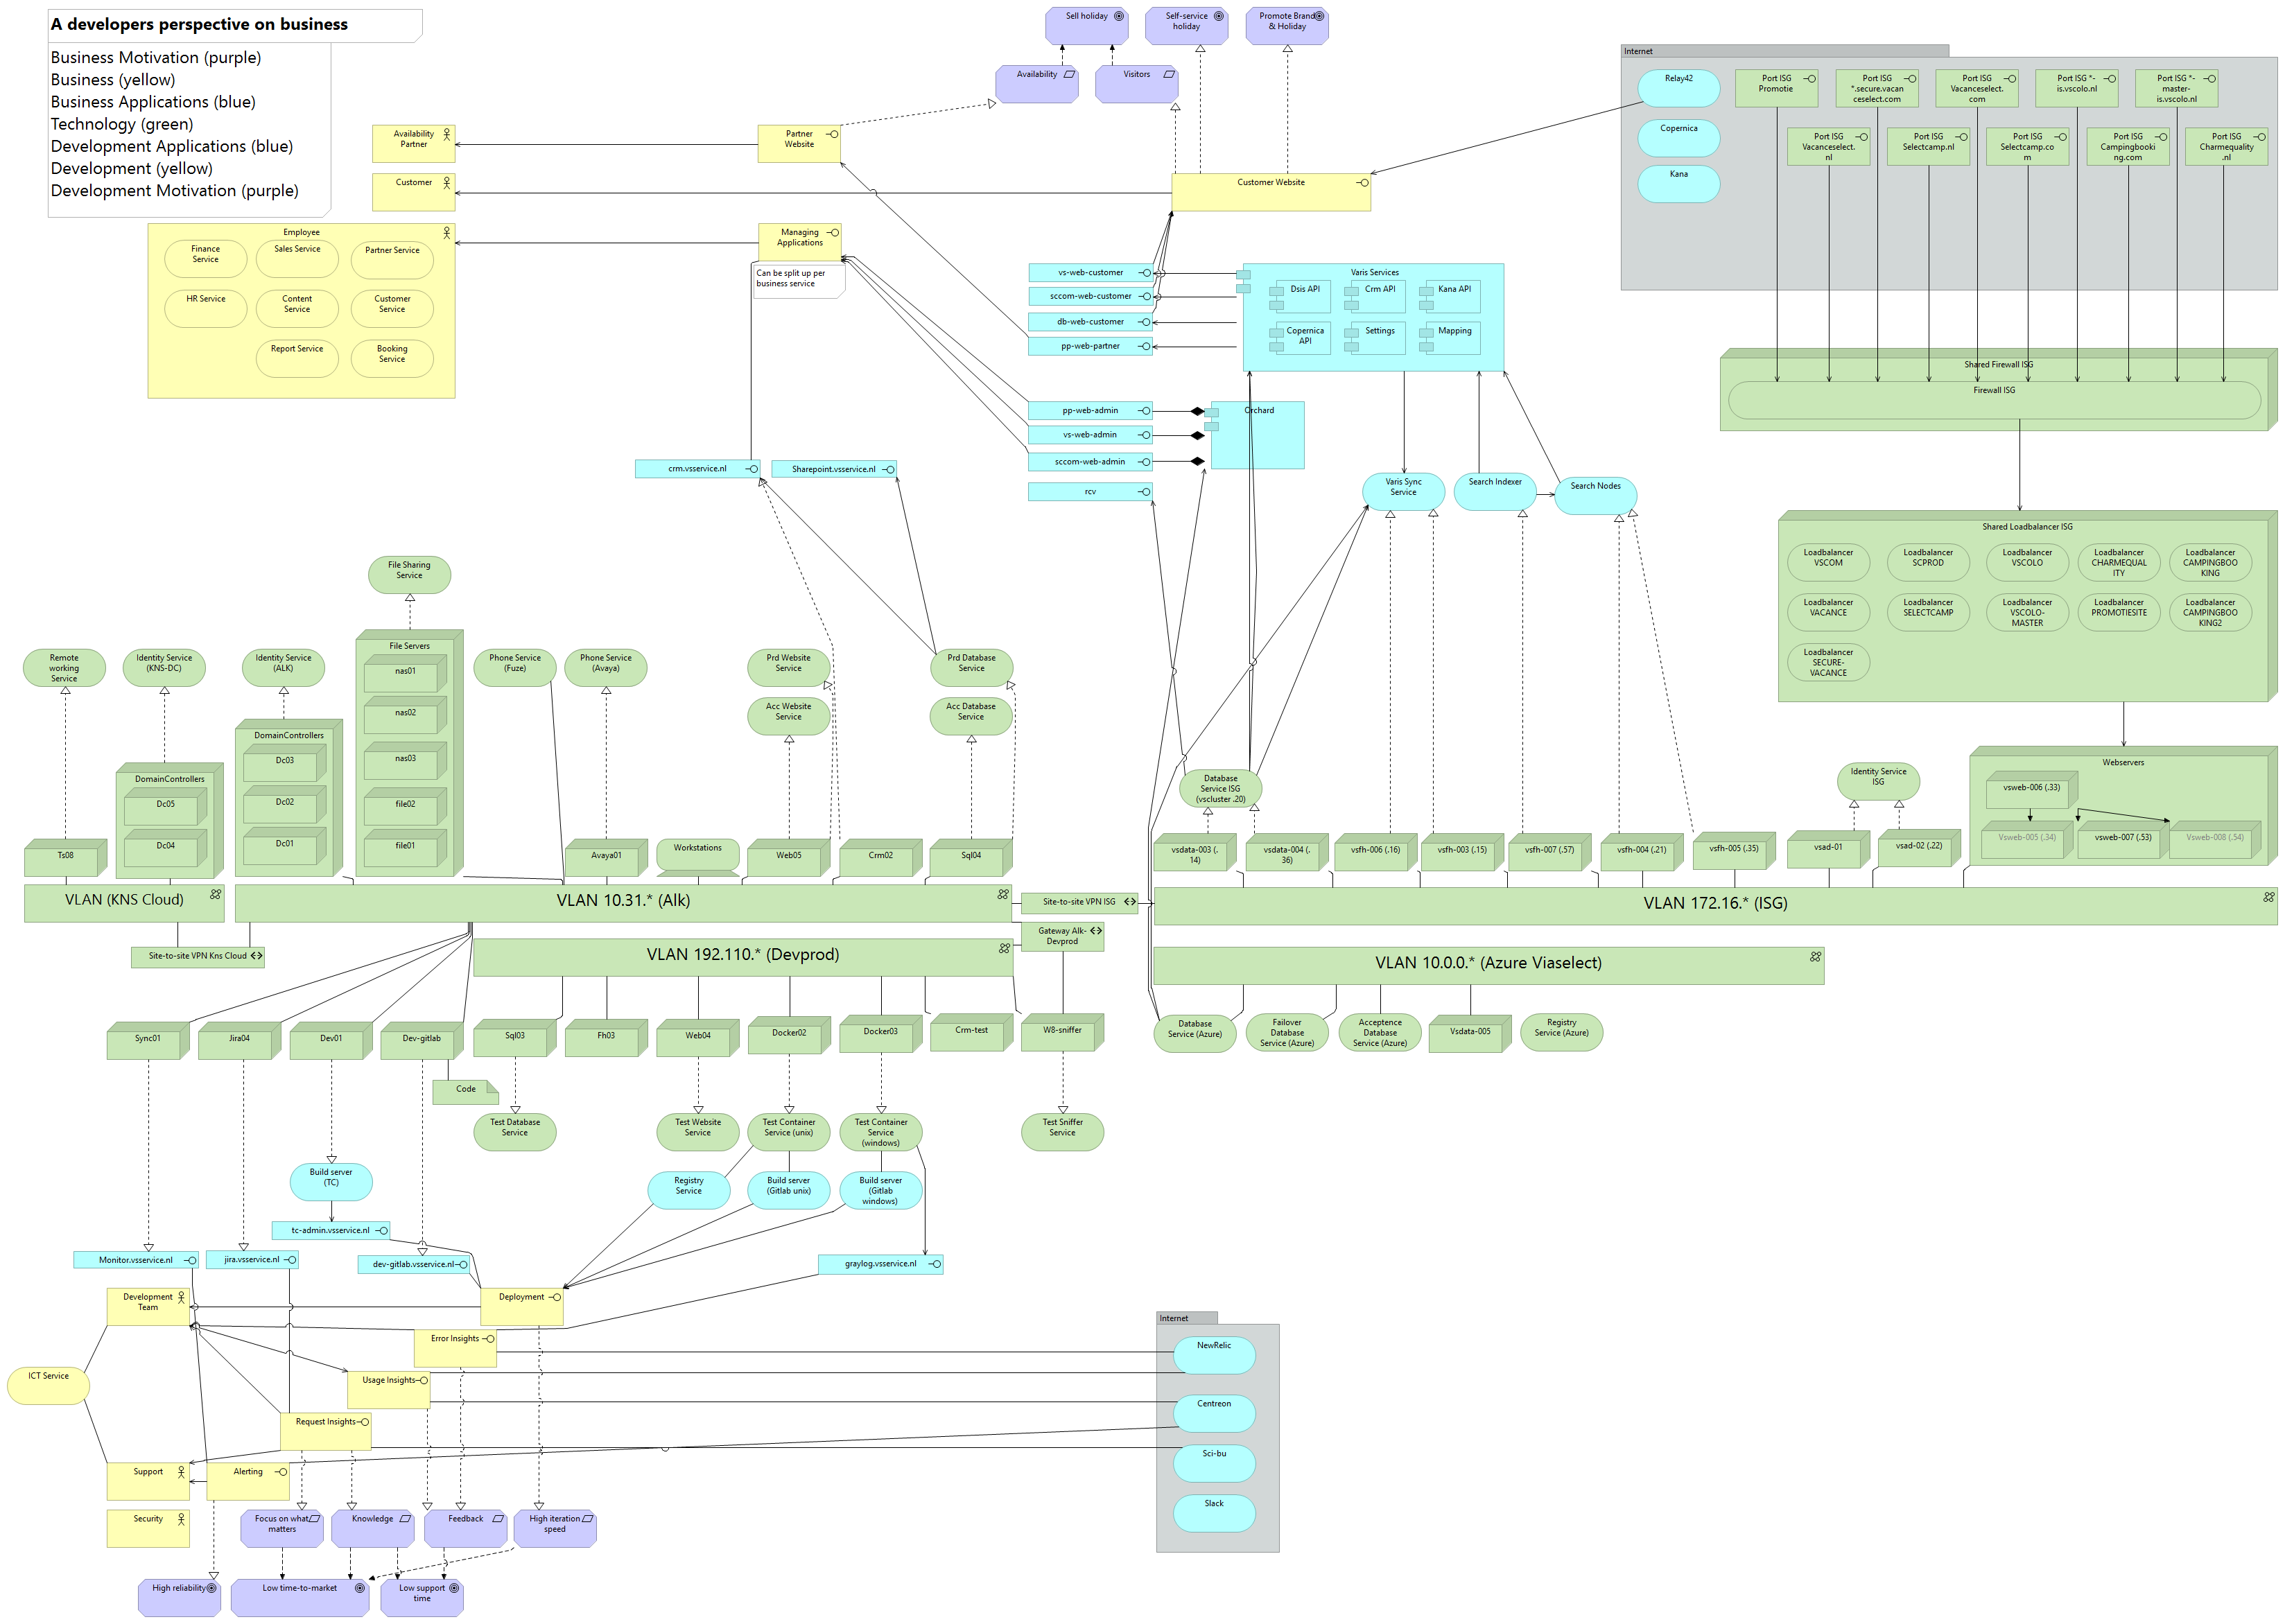 A developers perspective on business
Business Motivation (purple)
Business (yellow)
Business Applications (blue)
Technology (green)
Development Applications (blue)
Development (yellow)
Development Motivation (purple)
Sell holiday
Self-service
holiday
Promote Brand
& Holiday
Availability
Visitors
Availability
Partner
Partner
Website
Customer
Customer Website
Employee
Finance
Service
Sales Service
Partner Service
HR Service
Content
Service
Customer
Service
Report Service
Booking
Service
Managing
Applications
Can be split up per
business service
Internet
Relay42
Copernica
Kana
Port ISG
Promotie
Port ISG
*.secure.vacan
ceselect.com
Port ISG
Vacanceselect.
com
Port ISG *-
is.vscolo.nl
Port ISG *-
master-
is.vscolo.nl
Port ISG
Vacanceselect.
nl
Port ISG
Selectcamp.nl
Port ISG
Selectcamp.co
m
Port ISG
Campingbooki
ng.com
Port ISG
Charmequality
.nl
vs-web-customer
sccom-web-customer
db-web-customer
pp-web-partner
Varis Services
Dsis API
Crm API
Kana API
Copernica
API
Settings
Mapping
pp-web-admin
vs-web-admin
sccom-web-admin
rcv
Orchard
Shared Firewall ISG
Firewall ISG
crm.vsservice.nl
Sharepoint.vsservice.nl
Varis Sync
Service
Search Indexer
Search Nodes
Shared Loadbalancer ISG
Loadbalancer
VSCOM
Loadbalancer
SCPROD
Loadbalancer
VSCOLO
Loadbalancer
CHARMEQUAL
ITY
Loadbalancer
CAMPINGBOO
KING
Loadbalancer
VACANCE
Loadbalancer
SELECTCAMP
Loadbalancer
VSCOLO-
MASTER
Loadbalancer
PROMOTIESITE
Loadbalancer
CAMPINGBOO
KING2
Loadbalancer
SECURE-
VACANCE
File Sharing
Service
Remote
working
Service
Identity Service
(KNS-DC)
Identity Service
(ALK)
File Servers
nas01
nas02
nas03
file02
file01
Phone Service
(Fuze)
Phone Service
(Avaya)
Prd Website
Service
Acc Website
Service
Prd Database
Service
Acc Database
Service
DomainControllers
Dc03
Dc02
Dc01
DomainControllers
Dc05
Dc04
Database
Service ISG
(vscluster .20)
Identity Service
ISG
Webservers
vsweb-006 (.33)
Vsweb-005 (.34)
vsweb-007 (.53)
Vsweb-008 (.54)
Ts08
Avaya01
Workstations
Web05
Crm02
Sql04
vsdata-003 (.
14)
vsdata-004 (.
36)
vsfh-006 (.16)
vsfh-003 (.15)
vsfh-007 (.57)
vsfh-004 (.21)
vsfh-005 (.35)
vsad-01
vsad-02 (.22)
VLAN (KNS Cloud)
VLAN 10.31.* (Alk)
Site-to-site VPN ISG
VLAN 172.16.* (ISG)
Site-to-site VPN Kns Cloud
VLAN 192.110.* (Devprod)
Gateway Alk-
Devprod
VLAN 10.0.0.* (Azure Viaselect)
Sync01
Jira04
Dev01
Dev-gitlab
Code
Sql03
Fh03
Web04
Docker02
Docker03
Crm-test
W8-sniffer
Database
Service (Azure)
Failover
Database
Service (Azure)
Acceptence
Database
Service (Azure)
Vsdata-005
Registry
Service (Azure)
Test Database
Service
Test Website
Service
Test Container
Service (unix)
Test Container
Service
(windows)
Test Sniffer
Service
Build server
(TC)
Registry
Service
Build server
(Gitlab unix)
Build server
(Gitlab
windows)
tc-admin.vsservice.nl
Monitor.vsservice.nl
jira.vsservice.nl
dev-gitlab.vsservice.nl
graylog.vsservice.nl
Development
Team
Deployment
Error Insights
Usage Insights
Request Insights
ICT Service
Support
Alerting
Security
Internet
NewRelic
Centreon
Sci-bu
Slack
Focus on what
matters
Knowledge
Feedback
High iteration
speed
High reliability
Low time-to-market
Low support
time